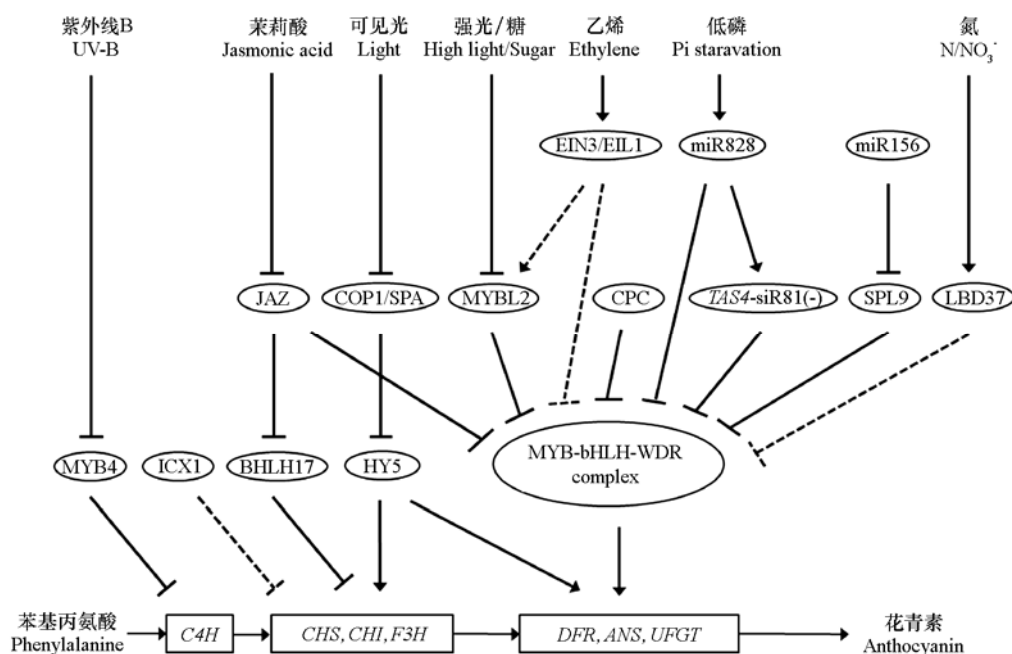 紫外线B
UV-B
茉莉酸
Jasmonic acid
可见光
Light
强光/糖
High light/Sugar
乙烯
Ethylene
低磷
Pi staravation
氮
N/NO₃⁻
EIN3/EIL1
miR828
miR156
JAZ
COP1/SPA
MYBL2
CPC
TAS4-siR81(-)
SPL9
LBD37
MYB4
ICX1
BHLH17
HY5
MYB-bHLH-WDR
complex
苯基丙氨酸
Phenylalanine
C4H
CHS, CHI, F3H
DFR, ANS, UFGT
花青素
Anthocyanin